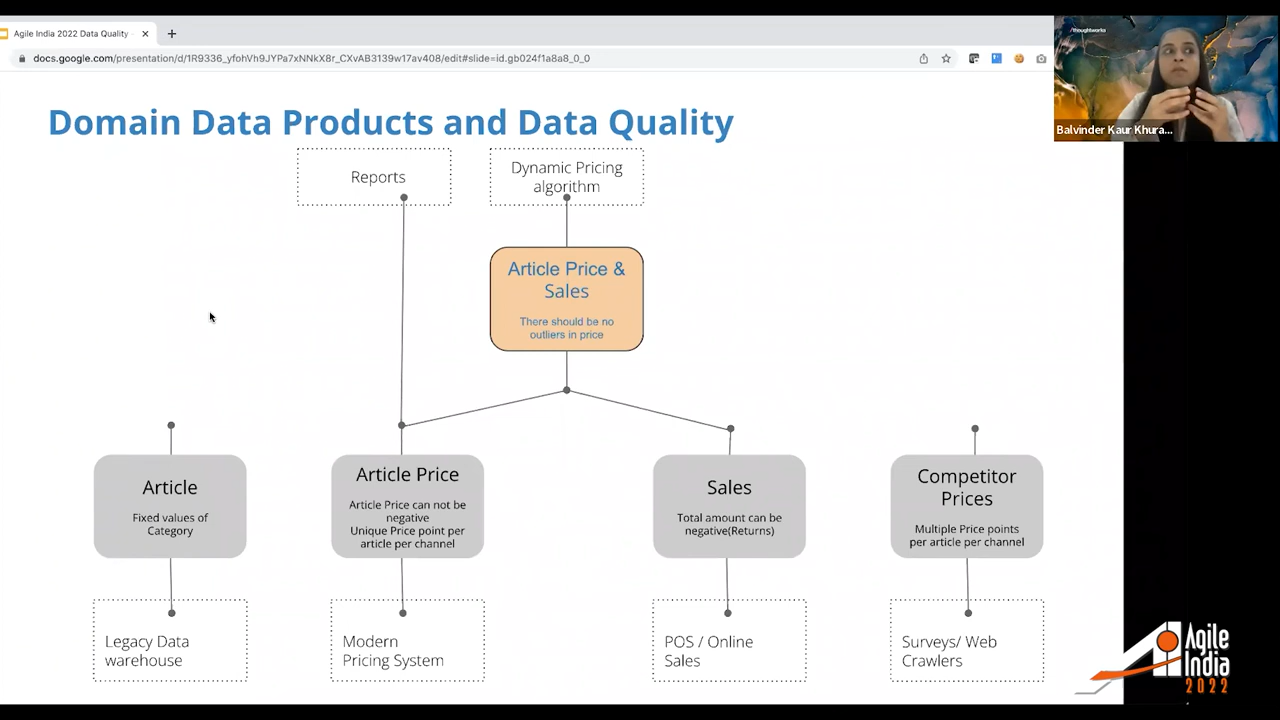 Agile India 2022 Data Quality
docs.google.com/presentation/d/1R9336_yfohVh9JYPa7xNNkX8r_CXvAB3139w17av408/edit#slide=id.gb024f1a8a8_0_0
/thoughtworks
Balvinder Kaur Khura...
Domain Data Products and Data Quality
Reports
Dynamic Pricing
algorithm
Article Price &
Sales
There should be no
outliers in price
Article
Fixed values of
Category
Article Price
Article Price can not be
negative
Unique Price point per
article per channel
Sales
Total amount can be
negative(Returns)
Competitor
Prices
Multiple Price points
per article per channel
Legacy Data
warehouse
Modern
Pricing System
POS / Online
Sales
Surveys/ Web
Crawlers
Agile
India
2022